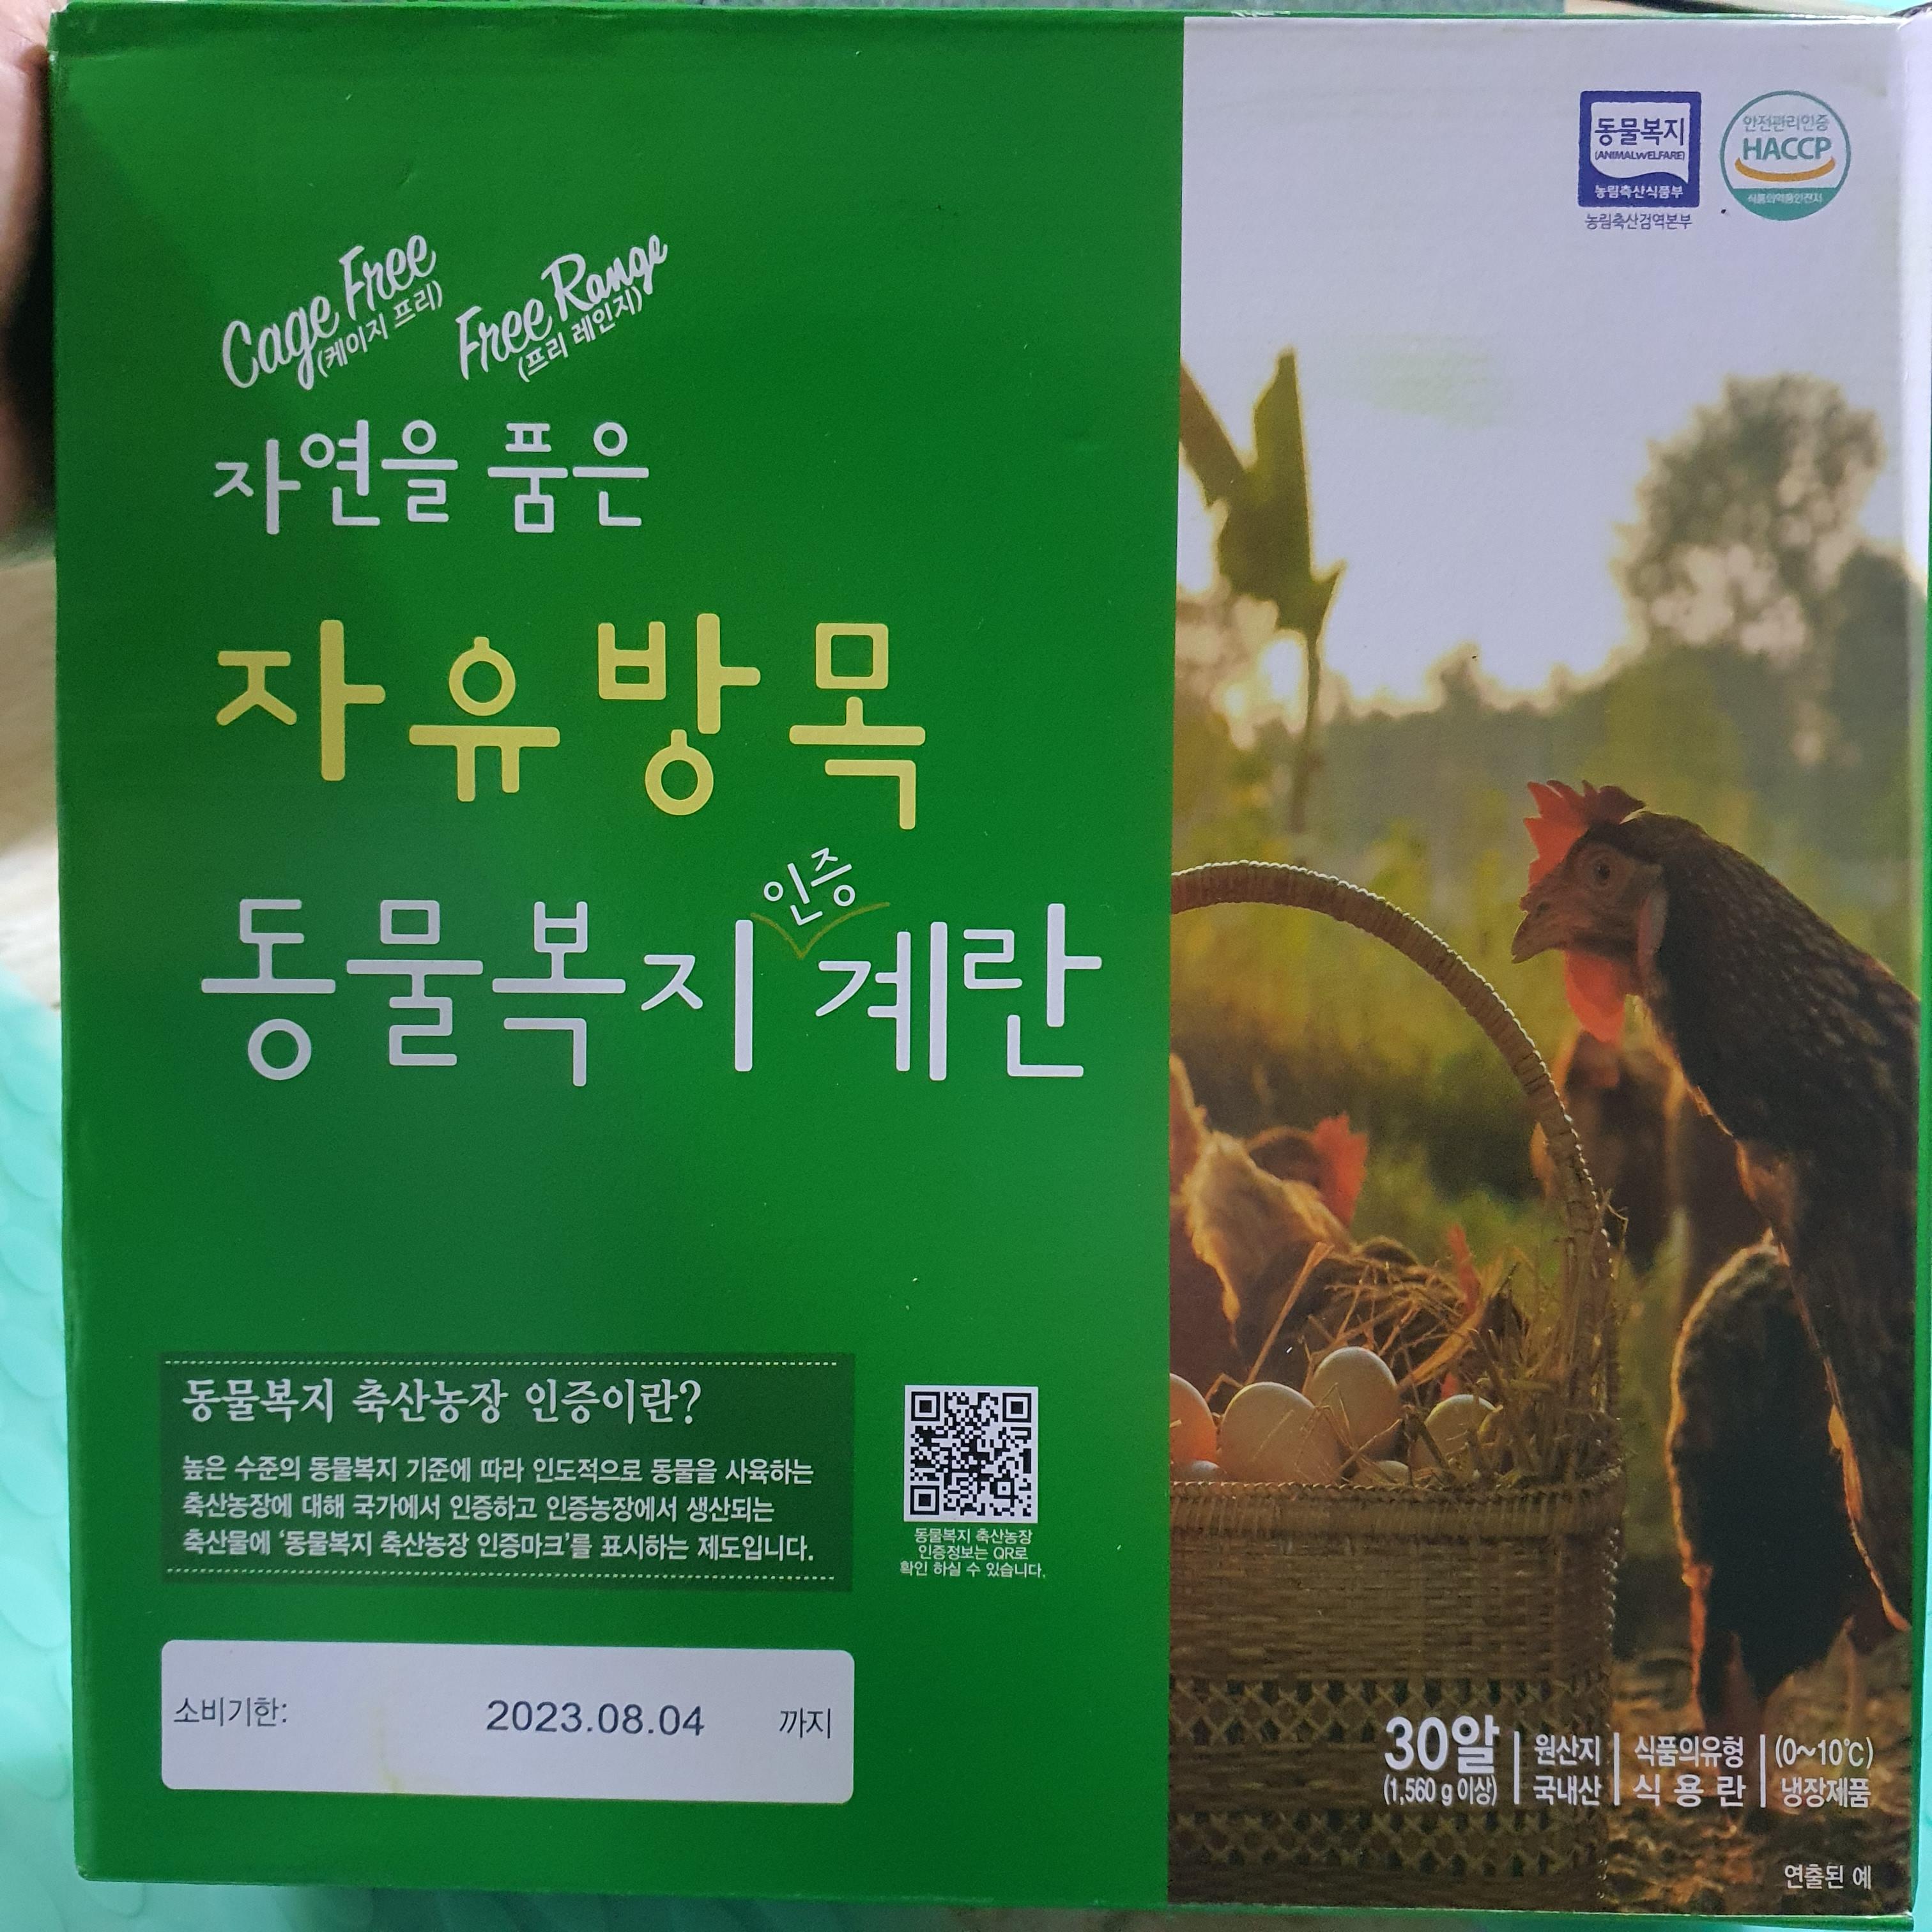 동물복지
(ANIMALWELFARE)
농림축산식품부
농림축산검역본부
안전관리인증
HACCP
식품의약품안전처
Cage Free
(케이지 프리)
Free Range
(프리 레인지)
자연을 품은
자유방목
인증
동물복지 계란
동물복지 축산농장 인증이란?
높은 수준의 동물복지 기준에 따라 인도적으로 동물을 사육하는
축산농장에 대해 국가에서 인증하고 인증농장에서 생산되는
축산물에 '동물복지 축산농장 인증마크'를 표시하는 제도입니다.
동물복지 축산농장
인증정보는 QR로
확인 하실 수 있습니다.
소비기한: 2023.08.04 까지
30알
(1,560 g 이상)
원산지
국내산
식품의유형
식 용 란
(0~10℃)
냉장제품
연출된 예